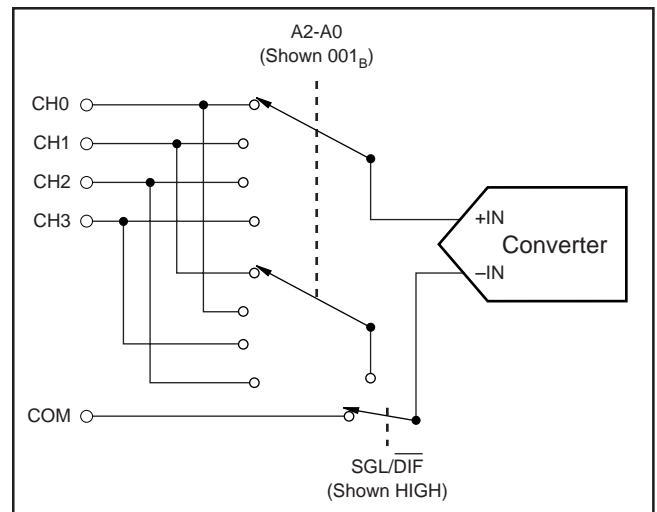 A2-A0
(Shown 001B)
CH0
CH1
CH2
CH3
+IN
Converter
–IN
COM
SGL/DIF
(Shown HIGH)